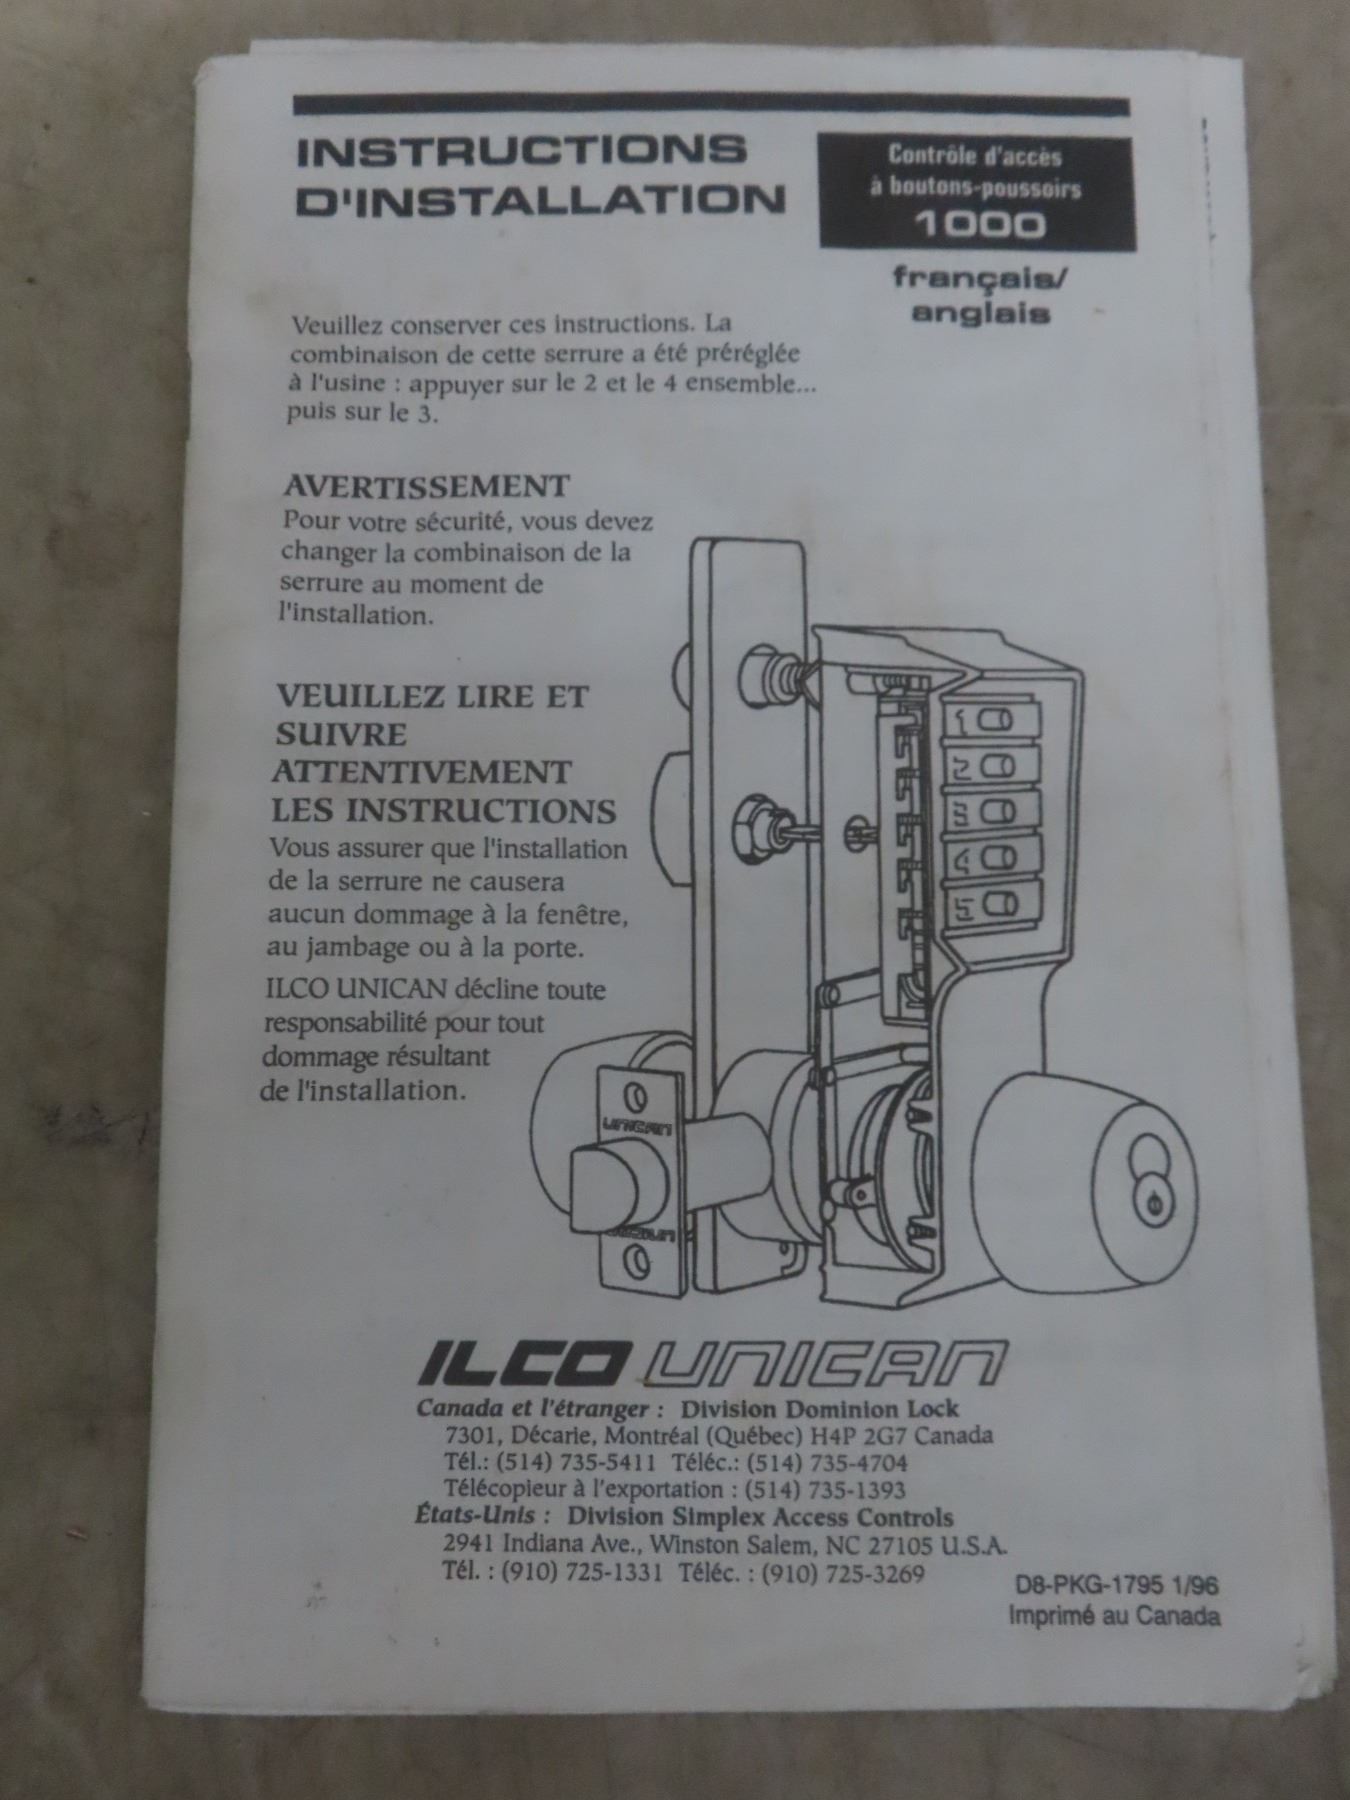 INSTRUCTIONS
D'INSTALLATION
Contrôle d'accès
à boutons-poussoirs
1000
français/
anglais
Veuillez conserver ces instructions. La
combinaison de cette serrure a été préréglée
à l'usine : appuyer sur le 2 et le 4 ensemble...
puis sur le 3.
AVERTISSEMENT
Pour votre sécurité, vous devez
changer la combinaison de la
serrure au moment de
l'installation.
VEUILLEZ LIRE ET
SUIVRE
ATTENTIVEMENT
LES INSTRUCTIONS
Vous assurer que l'installation
de la serrure ne causera
aucun dommage à la fenêtre,
au jambage ou à la porte.
ILCO UNICAN décline toute
responsabilité pour tout
dommage résultant
de l'installation.
1
2
3
4
5
UNICAN
ILCO UNICAN
Canada et l'étranger : Division Dominion Lock
7301, Décarie, Montréal (Québec) H4P 2G7 Canada
Tél.: (514) 735-5411 Téléc.: (514) 735-4704
Télécopieur à l'exportation : (514) 735-1393
États-Unis : Division Simplex Access Controls
2941 Indiana Ave., Winston Salem, NC 27105 U.S.A.
Tél. : (910) 725-1331 Téléc. : (910) 725-3269
D8-PKG-1795 1/96
Imprimé au Canada